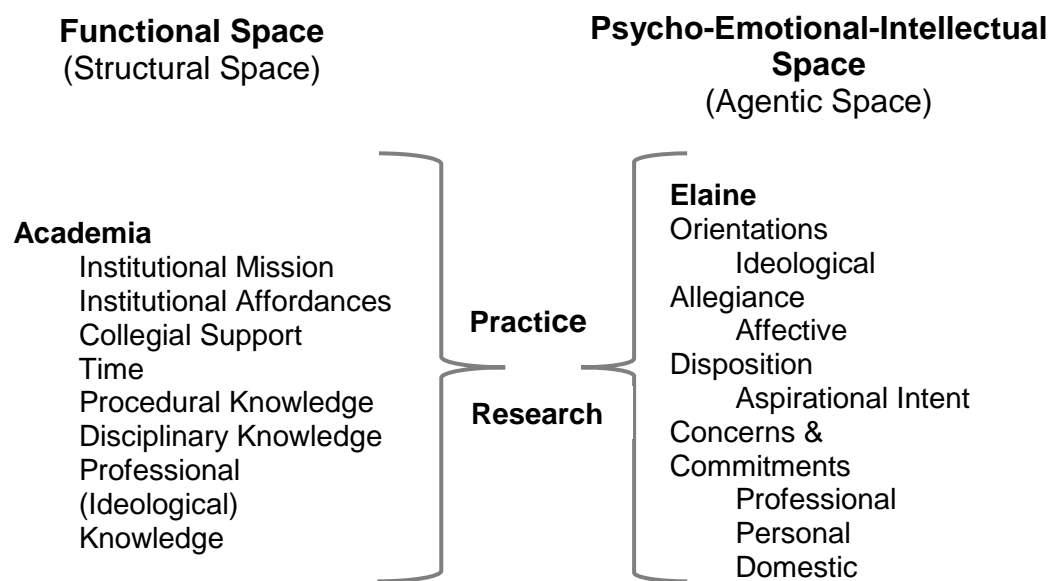 Functional Space
(Structural Space)
Academia
Institutional Mission
Institutional Affordances
Collegial Support
Time
Procedural Knowledge
Disciplinary Knowledge
Professional
(Ideological)
Knowledge
Practice
Research
Psycho-Emotional-Intellectual
Space
(Agentic Space)
Elaine
Orientations
Ideological
Allegiance
Affective
Disposition
Aspirational Intent
Concerns &
Commitments
Professional
Personal
Domestic